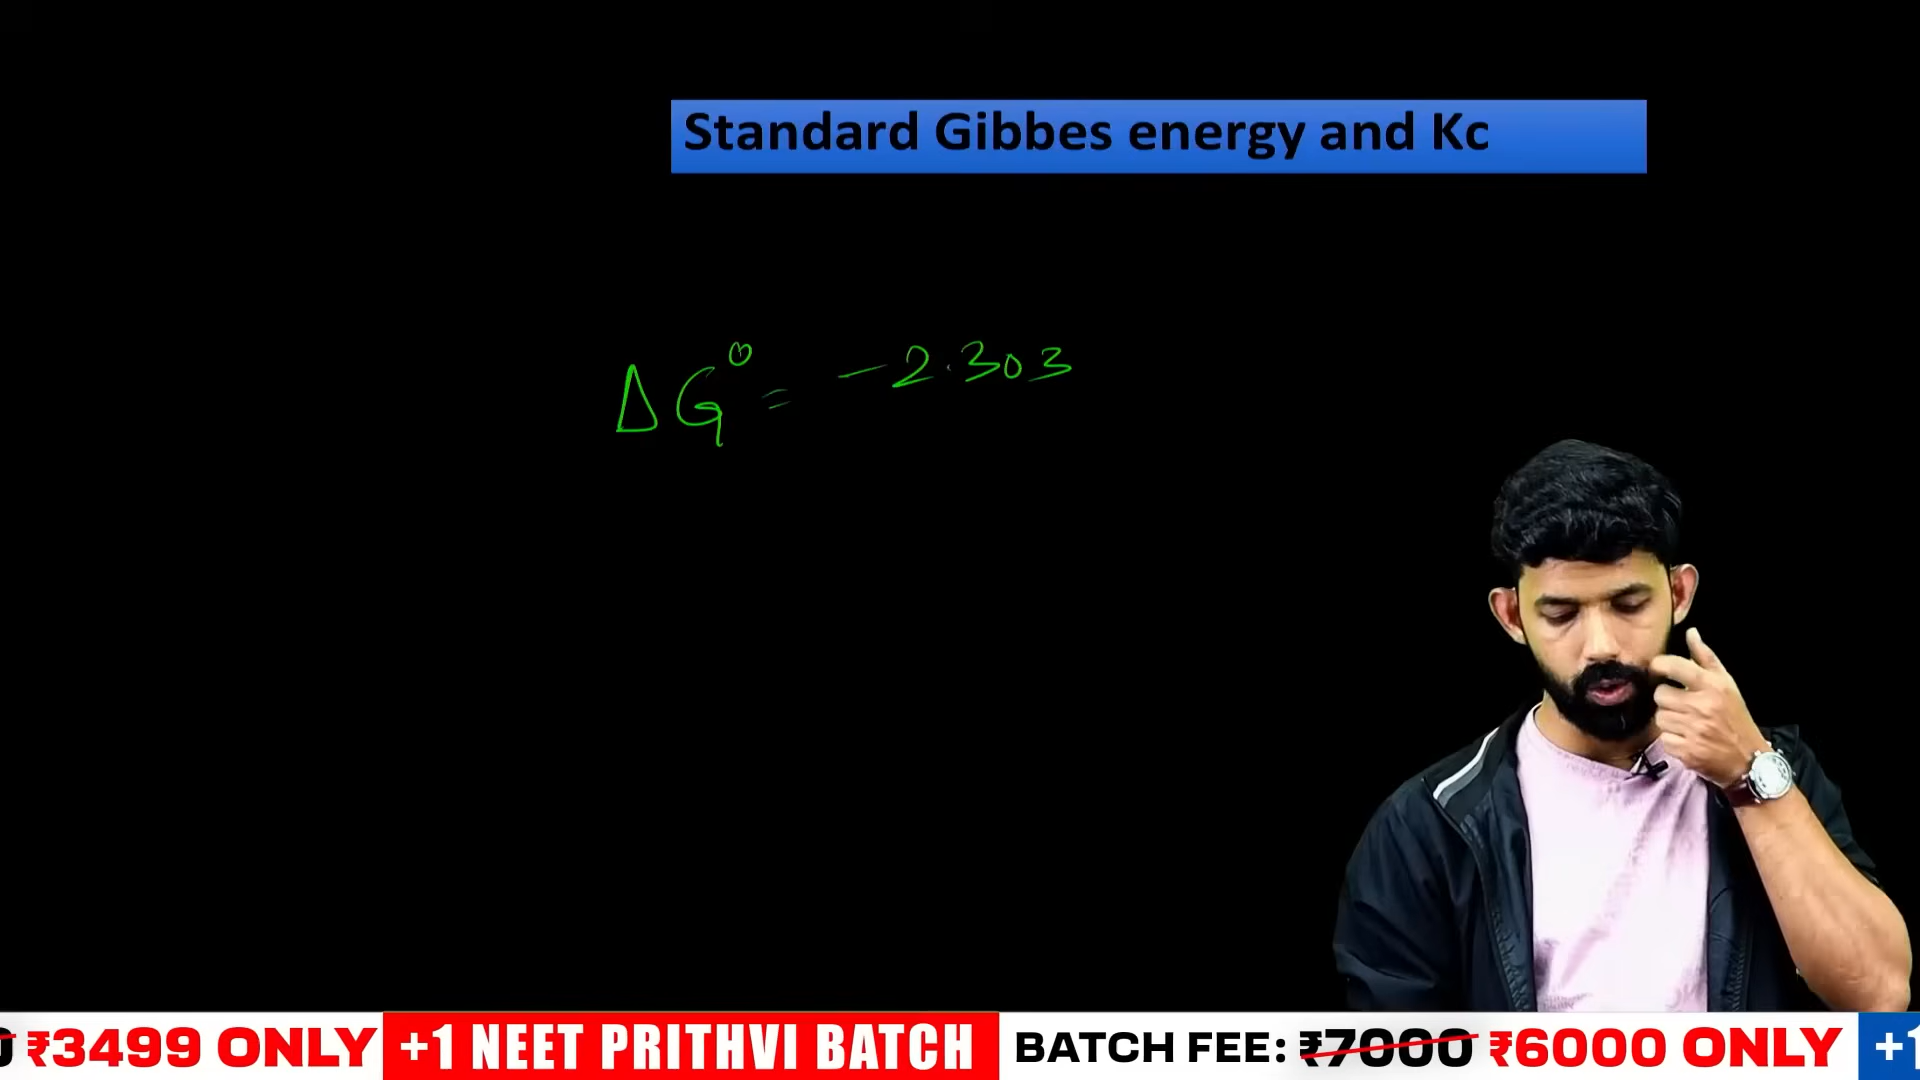 Standard Gibbes energy and Kc
ΔG° = -2.303
₹3499 ONLY +1 NEET PRITHVI BATCH BATCH FEE: ₹7000 ₹6000 ONLY +1